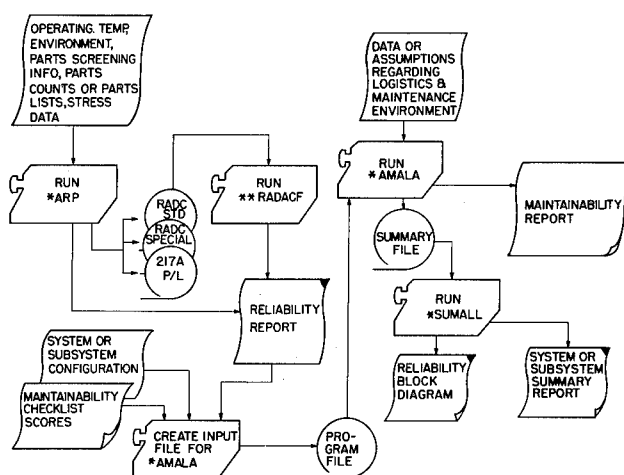 OPERATING. TEMP,
ENVIRONMENT,
PARTS SCREENING
INFO, PARTS
COUNTS OR PARTS
LISTS,STRESS
DATA
RUN
*ARP
RADC
STD
RADC
SPECIAL
217A
P/L
RUN
**RADACF
RELIABILITY
REPORT
SYSTEM OR
SUBSYSTEM
CONFIGURATION
MAINTAINABILITY
CHECKLIST
SCORES
CREATE INPUT
FILE FOR
*AMALA
PRO-
GRAM
FILE
DATA OR
ASSUMPTIONS
REGARDING
LOGISTICS &
MAINTENANCE
ENVIRONMENT
RUN
*AMALA
MAINTAINABILITY
REPORT
SUMMARY
FILE
RUN
*SUMALL
RELIABILITY
BLOCK
DIAGRAM
SYSTEM OR
SUBSYSTEM
SUMMARY
REPORT